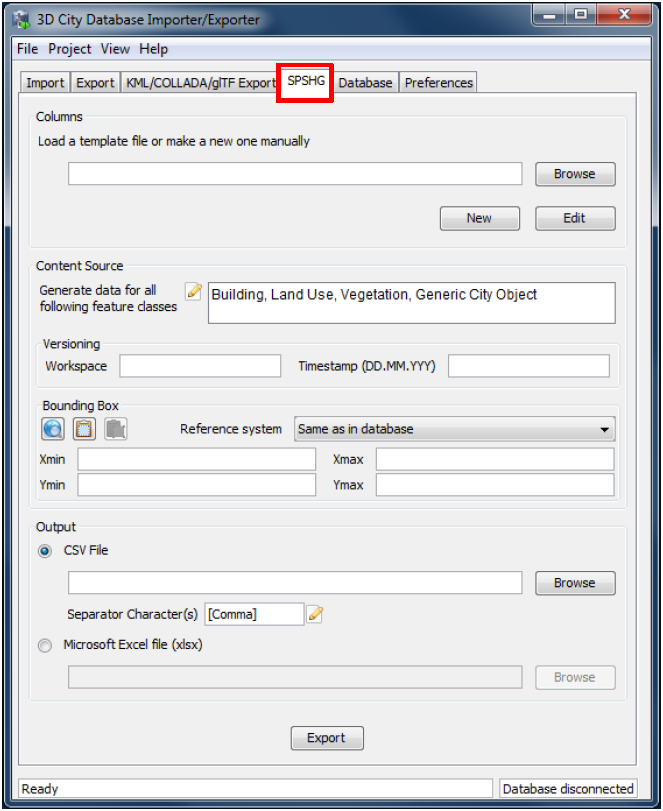 3D City Database Importer/Exporter
File Project View Help
Import Export KML/COLLADA/glTF Export SPSHG Database Preferences
Columns
Load a template file or make a new one manually
Browse
New Edit
Content Source
Generate data for all
following feature classes
Building, Land Use, Vegetation, Generic City Object
Versioning
Workspace Timestamp (DD.MM.YYY)
Bounding Box
Reference system Same as in database
Xmin Xmax
Ymin Ymax
Output
CSV File
Browse
Separator Character(s) [Comma]
Microsoft Excel file (xlsx)
Browse
Export
Ready Database disconnected